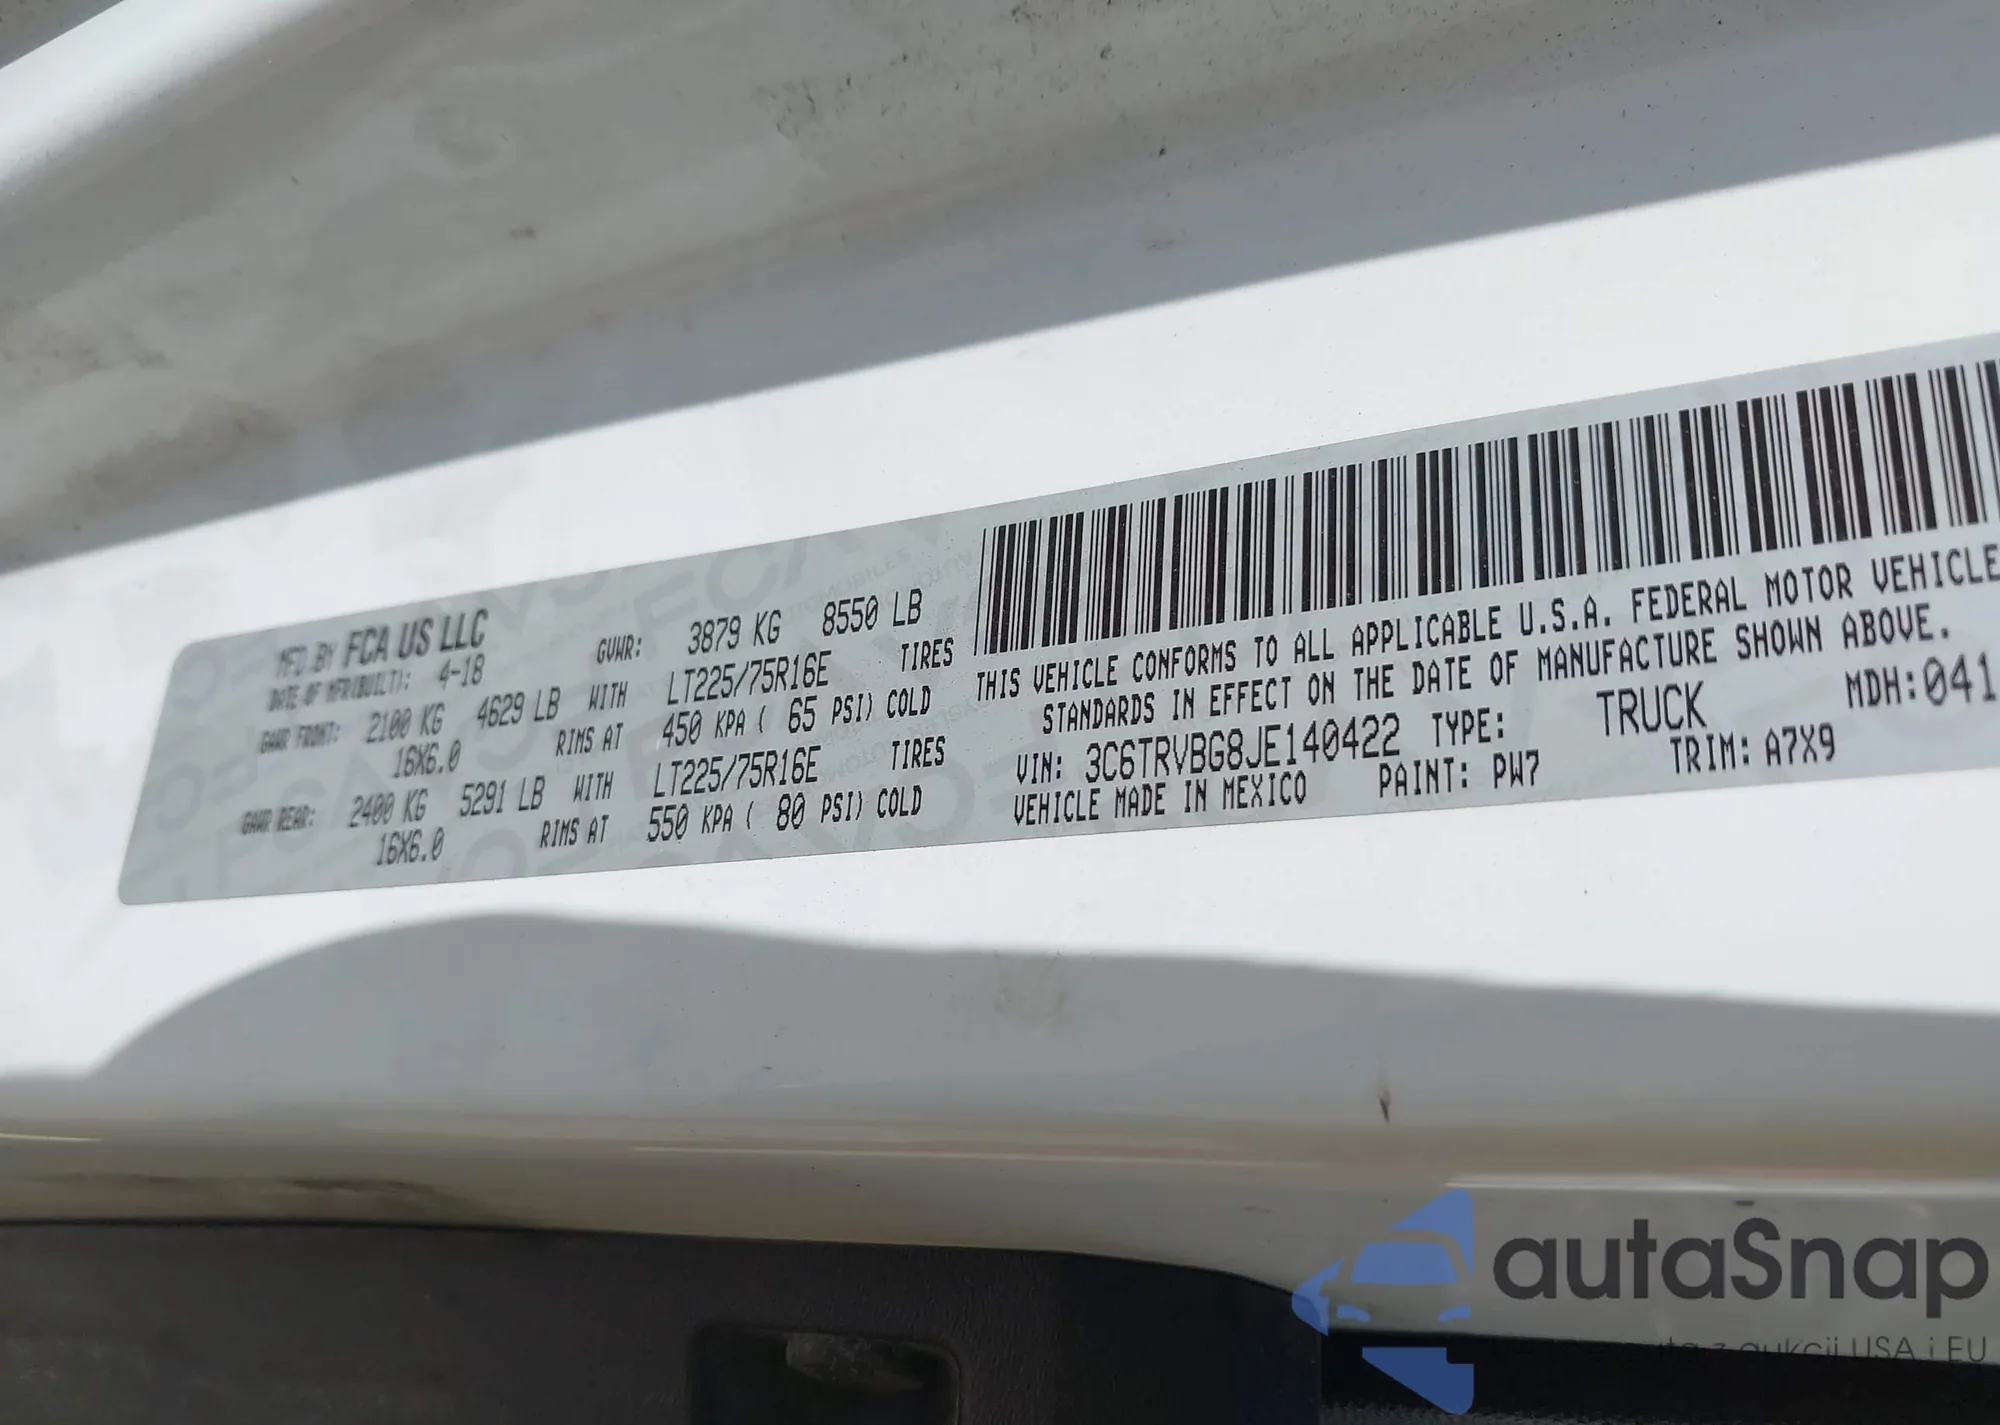 MFD BY FCA US LLC
DATE OF MFR(BUILT): 4-18 GVWR: 3879 KG 8550 LB
GAWR FRONT: 2100 KG 4629 LB WITH LT225/75R16E TIRES
16X6.0 RIMS AT 450 KPA ( 65 PSI) COLD
GAWR REAR: 2400 KG 5291 LB WITH LT225/75R16E TIRES
16X6.0 RIMS AT 550 KPA ( 80 PSI) COLD
THIS VEHICLE CONFORMS TO ALL APPLICABLE U.S.A. FEDERAL MOTOR VEHICLE
STANDARDS IN EFFECT ON THE DATE OF MANUFACTURE SHOWN ABOVE.
VIN: 3C6TRVBG8JE140422 TYPE: TRUCK MDH: 041
VEHICLE MADE IN MEXICO PAINT: PW7 TRIM: A7X9
autaSnap
z aukcji USA i EU